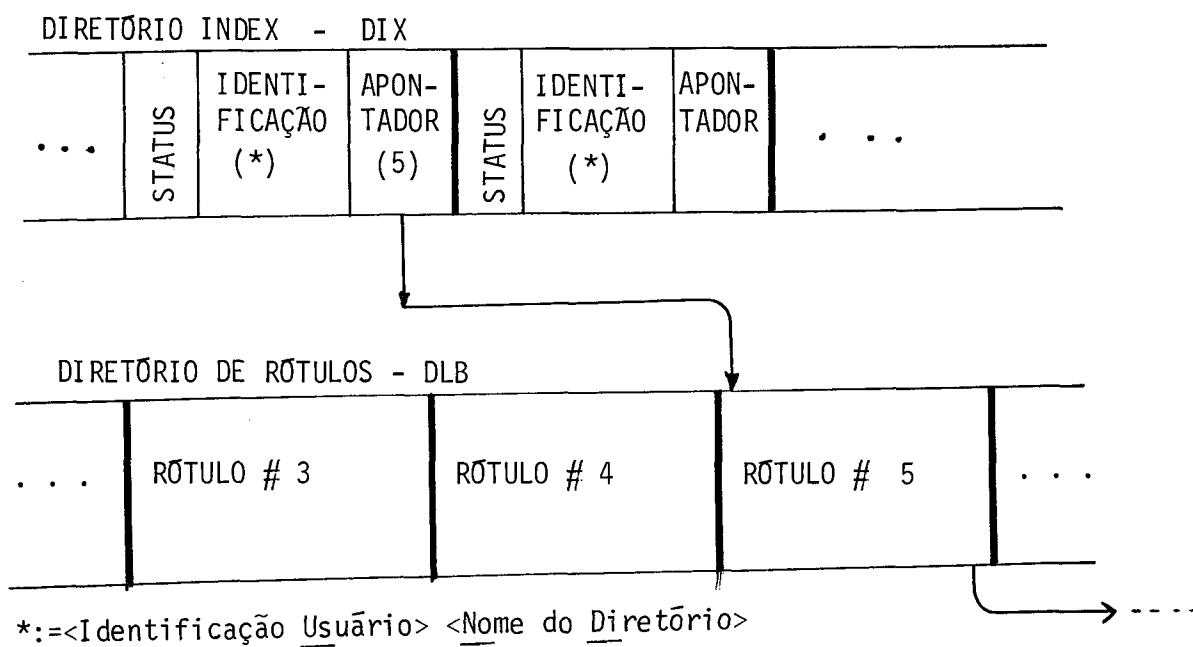 DIRETÓRIO INDEX - DIX
... STATUS IDENTI-FICAÇÃO (*) APON-TADOR (5) STATUS IDENTI-FICAÇÃO (*) APON-TADOR ...
DIRETÓRIO DE RÓTULOS - DLB
... RÓTULO # 3 RÓTULO # 4 RÓTULO # 5 ...
*:=<Identificação Usuário> <Nome do Diretório>